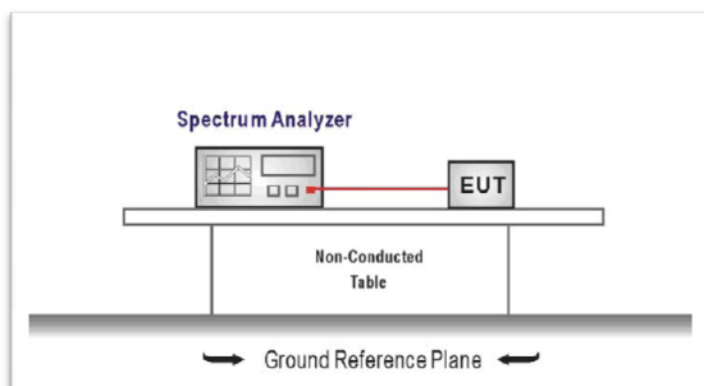 Spectrum Analyzer
EUT
Non-Conducted
Table
Ground Reference Plane